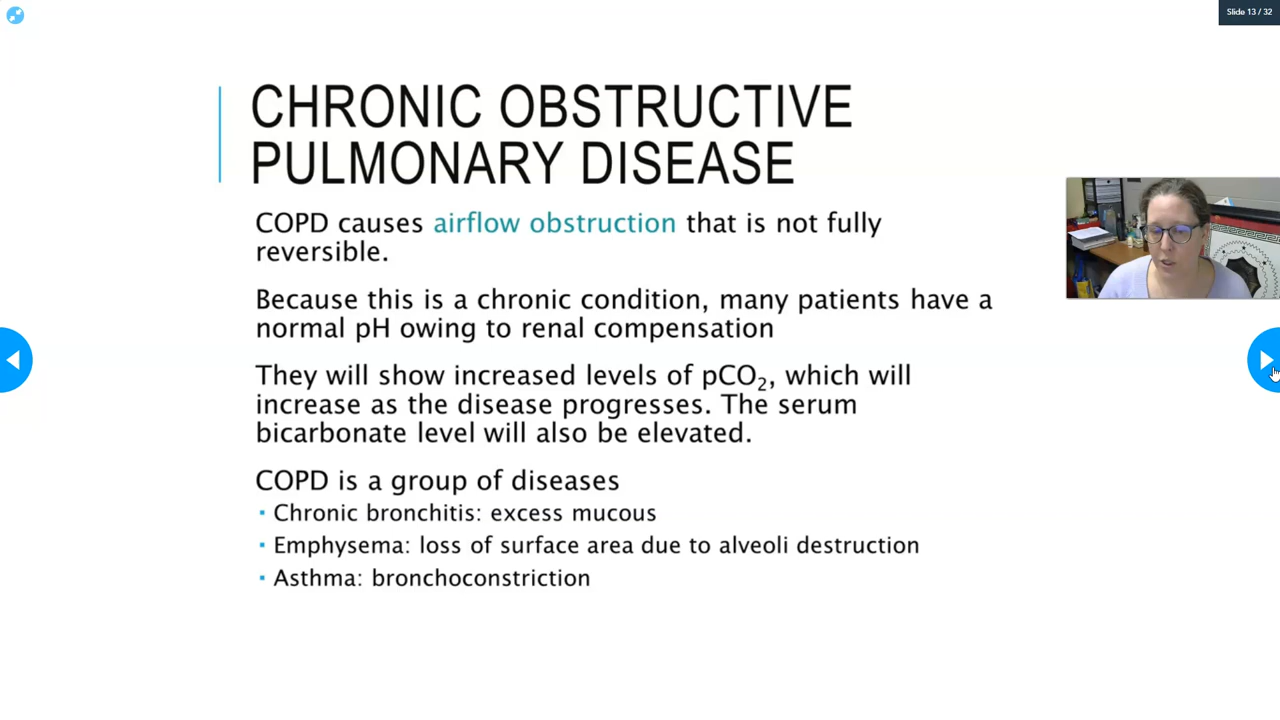 Slide 13 / 32
CHRONIC OBSTRUCTIVE
PULMONARY DISEASE
COPD causes airflow obstruction that is not fully
reversible.
Because this is a chronic condition, many patients have a
normal pH owing to renal compensation
They will show increased levels of pCO₂, which will
increase as the disease progresses. The serum
bicarbonate level will also be elevated.
COPD is a group of diseases
▪ Chronic bronchitis: excess mucous
▪ Emphysema: loss of surface area due to alveoli destruction
▪ Asthma: bronchoconstriction